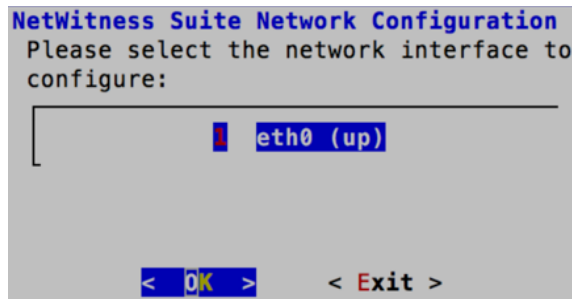 NetWitness Suite Network Configuration
Please select the network interface to
configure:
1 eth0 (up)
< OK > < Exit >